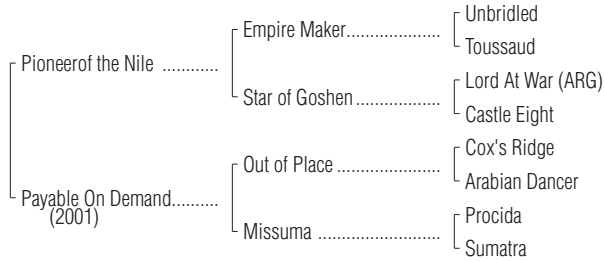 Unbridled
Empire Maker...................
Toussaud
Pioneerof the Nile ............
Lord At War (ARG)
Star of Goshen.................
Castle Eight
Cox's Ridge
Out of Place .....................
Arabian Dancer
Payable On Demand..........
(2001)
Procida
Missuma .........................
Sumatra